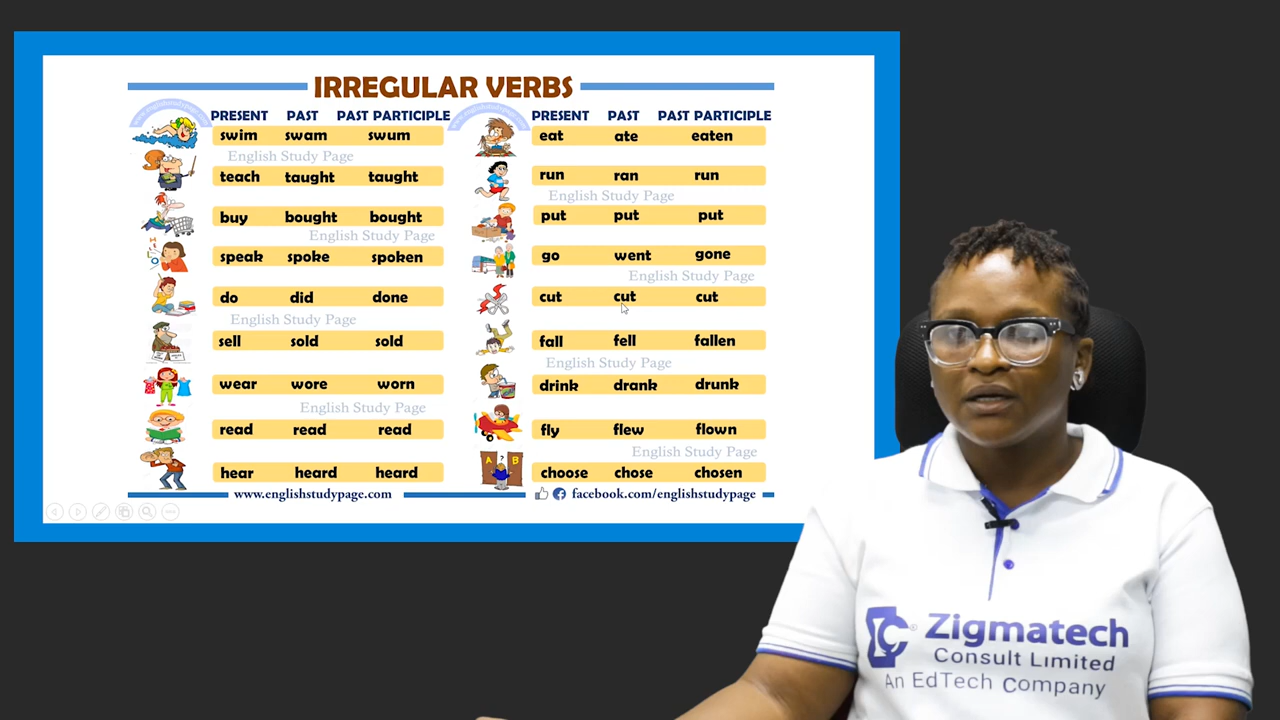 IRREGULAR VERBS
PRESENT PAST PAST PARTICIPLE
swim swam swum
English Study Page
teach taught taught
buy bought bought
English Study Page
speak spoke spoken
do did done
English Study Page
sell sold sold
wear wore worn
English Study Page
read read read
hear heard heard
www.englishstudypage.com
PRESENT PAST PAST PARTICIPLE
eat ate eaten
run ran run
English Study Page
put put put
go went gone
English Study Page
cut cut cut
fall fell fallen
English Study Page
drink drank drunk
fly flew flown
English Study Page
A ? B
choose chose chosen
facebook.com/englishstudypage
Zigmatech
Consult Limited
An EdTech Company